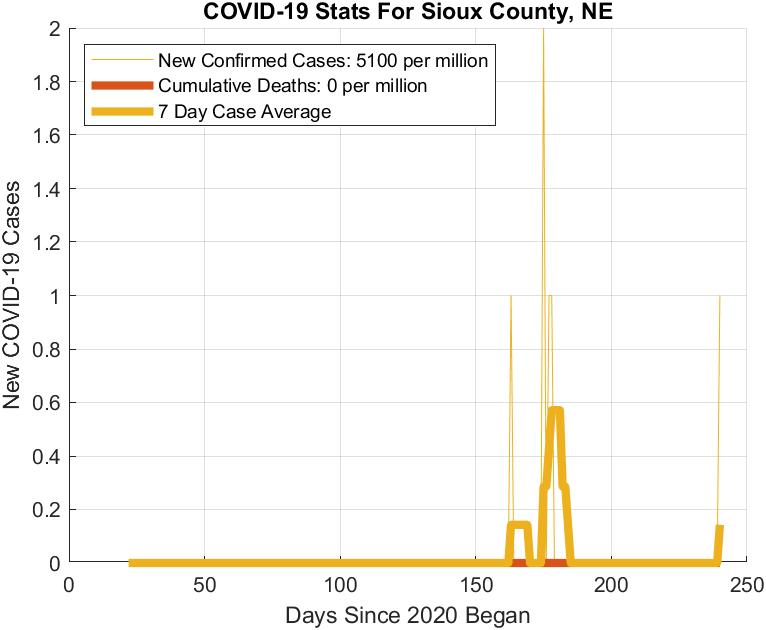 COVID-19 Stats For Sioux County, NE
New Confirmed Cases: 5100 per million
Cumulative Deaths: 0 per million
7 Day Case Average
New COVID-19 Cases
2
1.8
1.6
1.4
1.2
1
0.8
0.6
0.4
0.2
0
0 50 100 150 200 250
Days Since 2020 Began